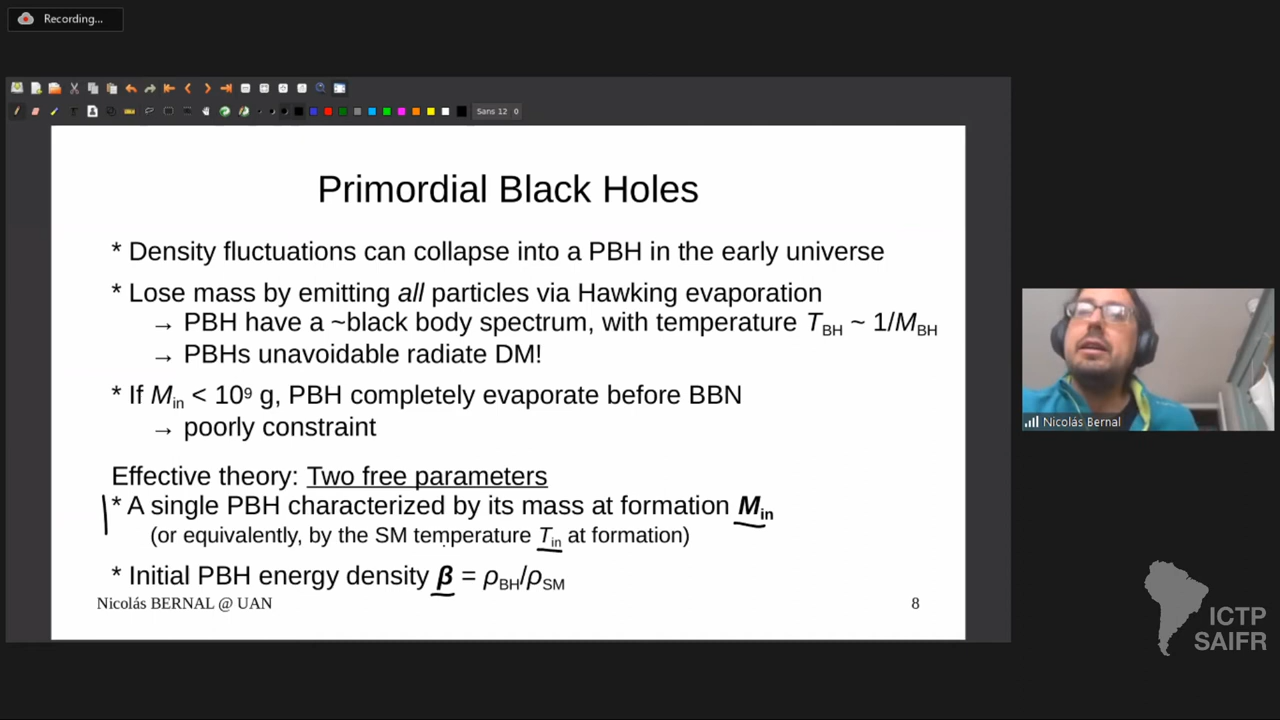 Recording...
Sans 12 0
Primordial Black Holes
* Density fluctuations can collapse into a PBH in the early universe
* Lose mass by emitting all particles via Hawking evaporation
→ PBH have a ~black body spectrum, with temperature T_BH ~ 1/M_BH
→ PBHs unavoidable radiate DM!
* If M_in < 10⁹ g, PBH completely evaporate before BBN
→ poorly constraint
Effective theory: Two free parameters
* A single PBH characterized by its mass at formation M_in
(or equivalently, by the SM temperature T_in at formation)
* Initial PBH energy density β = ρ_BH/ρ_SM
Nicolás BERNAL @ UAN
8
Nicolás Bernal
ICTP
SAIFR